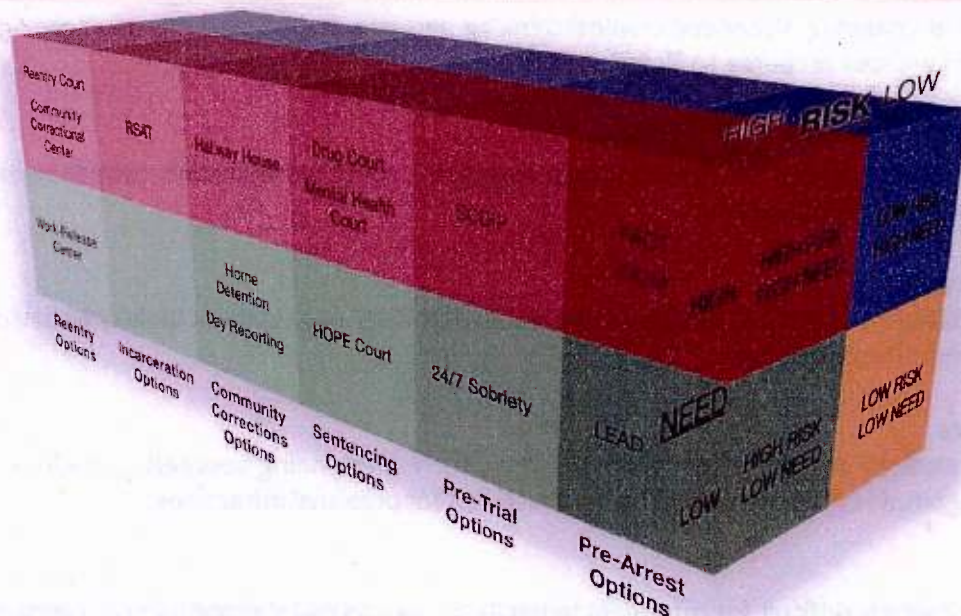 Reentry Court
Community
Correctional
Center
RSAT
Halfway House
Drug Court
Mental Health
Court
HIGH RISK LOW
HIGH
HIGH RISK
HIGH NEED
LOW RISK
HIGH NEED
Work-Release
Center
Home
Detention
Day Reporting
HOPE Court
24/7 Sobriety
LEAD
NEED
LOW
HIGH RISK
LOW NEED
LOW RISK
LOW NEED
Reentry
Options
Incarceration
Options
Community
Corrections
Options
Sentencing
Options
Pre-Trial
Options
Pre-Arrest
Options